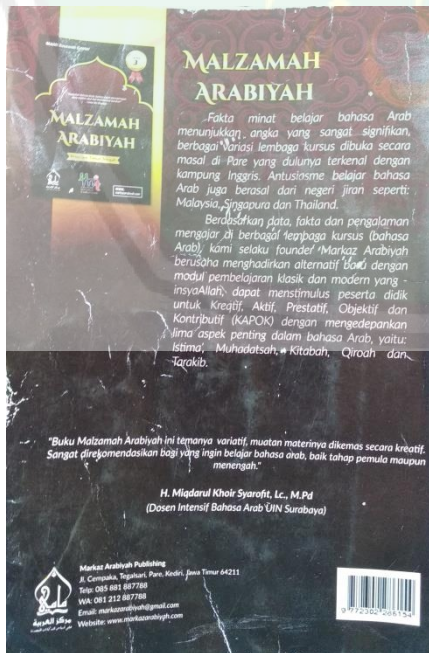 MALZAMAH
ARABIYAH
MALZAMAH
ARABIYAH
Fakta minat belajar bahasa Arab
menunjukkan angka yang sangat signifikan,
berbagai variasi lembaga kursus dibuka secara
masal di Pare yang dulunya terkenal dengan
kampung Inggris. Antusiasme belajar bahasa
Arab juga berasal dari negeri jiran seperti:
Malaysia, Singapura dan Thailand.
Berdasarkan data, fakta dan pengalaman
mengajar di berbagai lembaga kursus (bahasa
Arab), kami selaku founder Markaz Arabiyah
berusaha menghadirkan alternatif baru dengan
modul pembelajaran klasik dan modern yang -
insyaAllah, dapat menstimulus peserta didik
untuk Kreatif, Aktif, Prestatif, Objektif dan
Kontributif (KAPOK) dengan mengedepankan
lima aspek penting dalam bahasa Arab, yaitu:
Istima', Muhadatsah, Kitabah, Qiroah dan
Tarakib.
"Buku Malzamah Arabiyah ini temanya variatif, muatan materinya dikemas secara kreatif.
Sangat direkomendasikan bagi yang ingin belajar bahasa arab, baik tahap pemula maupun
menengah."
H. Miqdarul Khoir Syarofit, Lc., M.Pd
(Dosen Intensif Bahasa Arab UIN Surabaya)
Markaz Arabiyah Publishing
Jl. Cempaka, Tegalsari, Pare, Kediri, Jawa Timur 64211
Telp: 085 881 887788
WA: 081 212 887788
Email: markazarabiyah@gmail.com
Website: www.markazarabiyah.com
مركز العربية
9 772302 286154